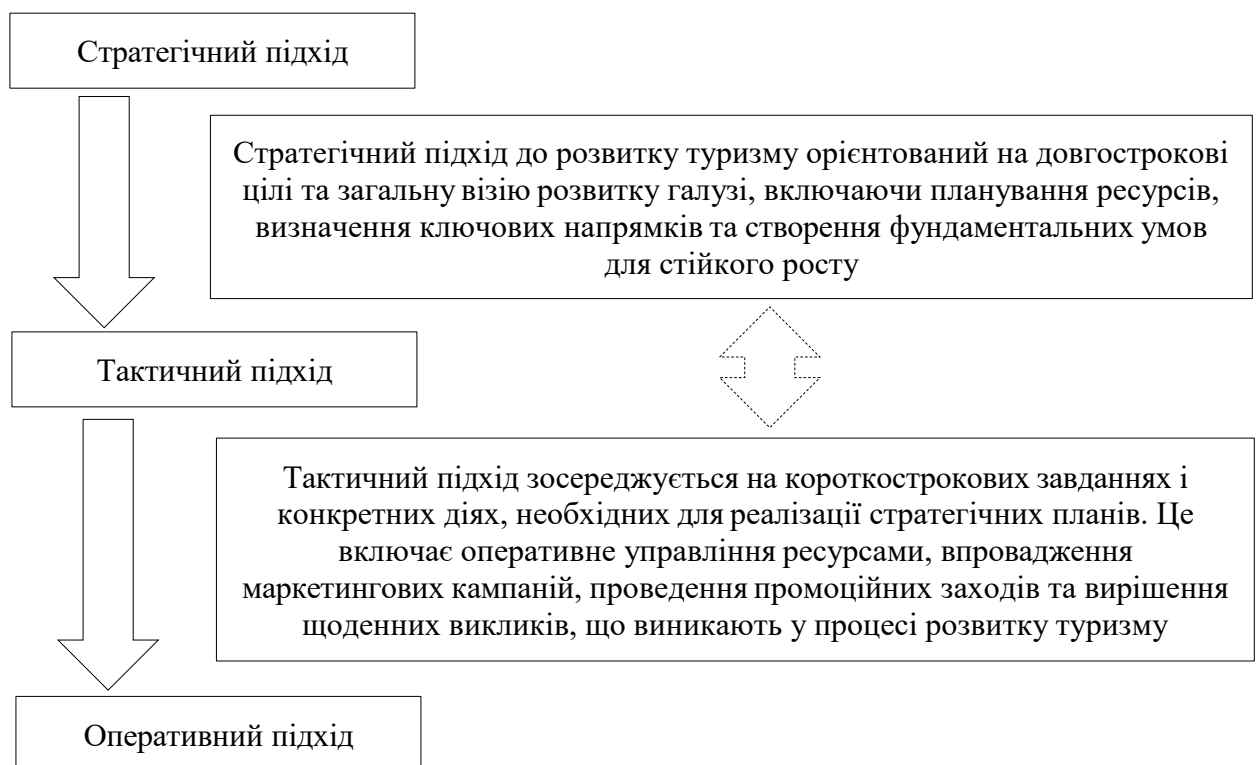 Стратегічний підхід
Стратегічний підхід до розвитку туризму орієнтований на довгострокові
цілі та загальну візію розвитку галузі, включаючи планування ресурсів,
визначення ключових напрямків та створення фундаментальних умов
для стійкого росту
Тактичний підхід
Тактичний підхід зосереджується на короткострокових завданнях і
конкретних діях, необхідних для реалізації стратегічних планів. Це
включає оперативне управління ресурсами, впровадження
маркетингових кампаній, проведення промоційних заходів та вирішення
щоденних викликів, що виникають у процесі розвитку туризму
Оперативний підхід